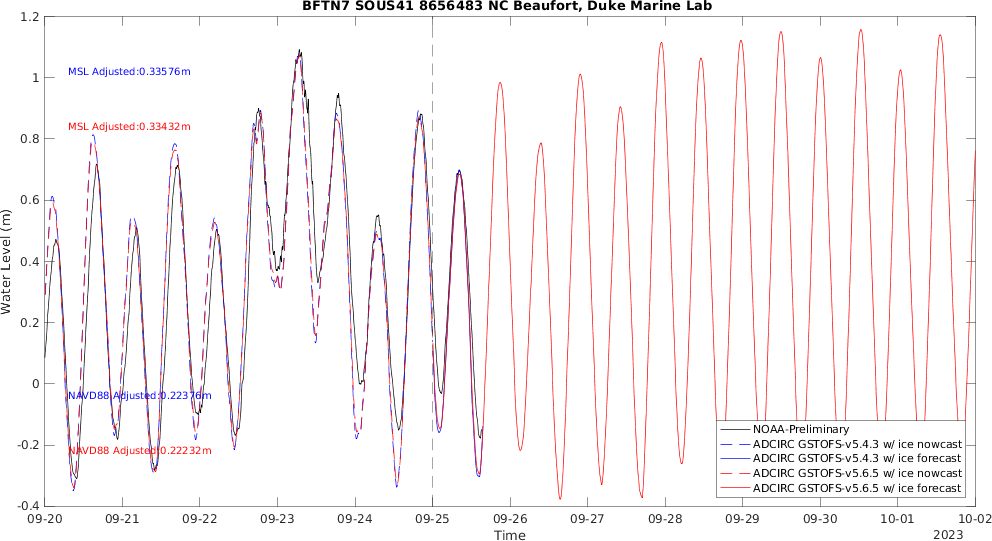 BFTN7 SOUS41 8656483 NC Beaufort, Duke Marine Lab
1.2
1
0.8
0.6
0.4
0.2
0
-0.2
-0.4
Water Level (m)
MSL Adjusted:0.33576m
MSL Adjusted:0.33432m
NAVD88 Adjusted:0.22376m
NAVD88 Adjusted:0.22232m
NOAA-Preliminary
ADCIRC GSTOFS-v5.4.3 w/ ice nowcast
ADCIRC GSTOFS-v5.4.3 w/ ice forecast
ADCIRC GSTOFS-v5.6.5 w/ ice nowcast
ADCIRC GSTOFS-v5.6.5 w/ ice forecast
09-20 09-21 09-22 09-23 09-24 09-25 09-26 09-27 09-28 09-29 09-30 10-01 10-02
Time
2023